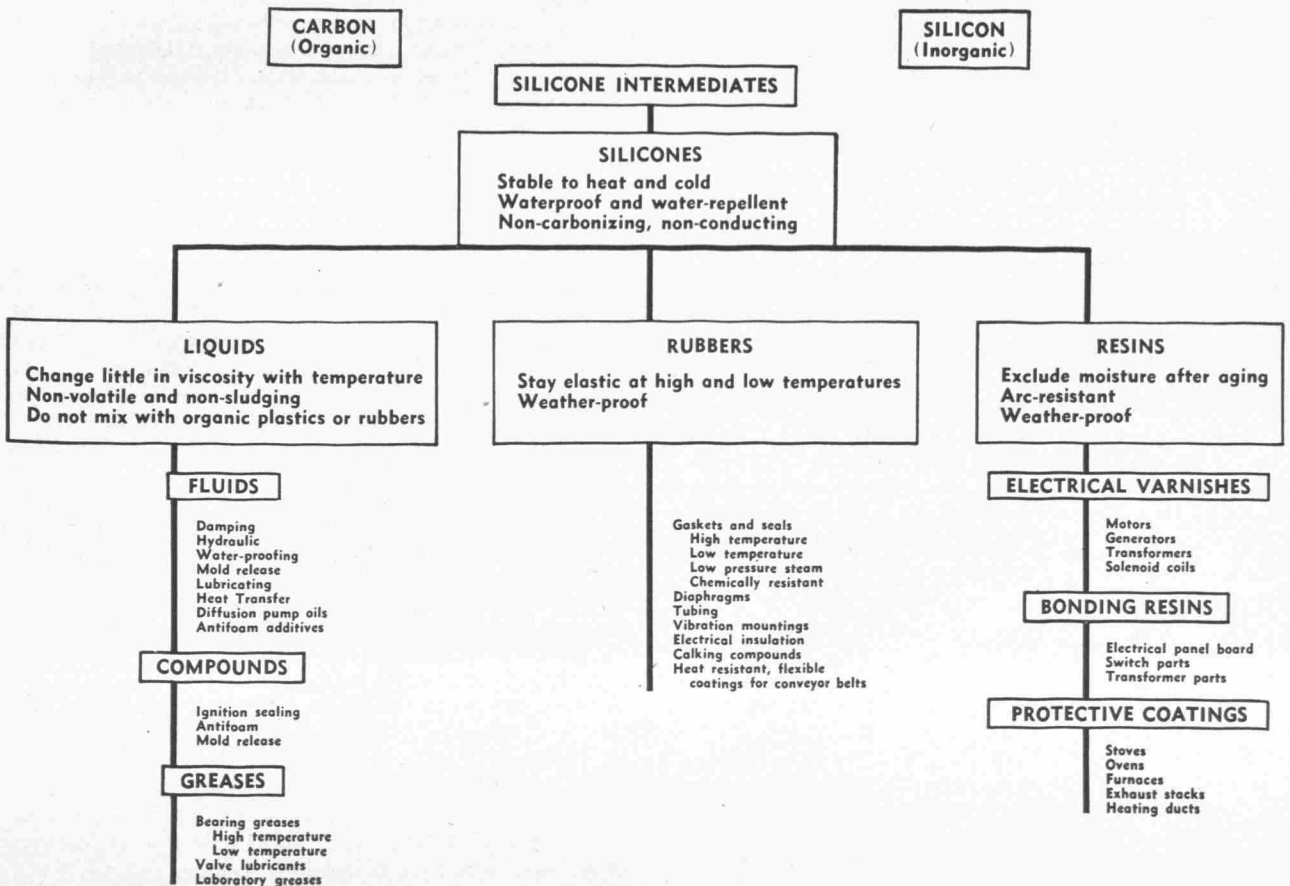 CARBON
(Organic)
SILICON
(Inorganic)
SILICONE INTERMEDIATES
SILICONES
Stable to heat and cold
Waterproof and water-repellent
Non-carbonizing, non-conducting
LIQUIDS
Change little in viscosity with temperature
Non-volatile and non-sludging
Do not mix with organic plastics or rubbers
FLUIDS
Damping
Hydraulic
Water-proofing
Mold release
Lubricating
Heat Transfer
Diffusion pump oils
Antifoam additives
COMPOUNDS
Ignition sealing
Antifoam
Mold release
GREASES
Bearing greases
High temperature
Low temperature
Valve lubricants
Laboratory greases
RUBBERS
Stay elastic at high and low temperatures
Weather-proof
Gaskets and seals
High temperature
Low temperature
Low pressure steam
Chemically resistant
Diaphragms
Tubing
Vibration mountings
Electrical insulation
Calking compounds
Heat resistant, flexible
coatings for conveyor belts
RESINS
Exclude moisture after aging
Arc-resistant
Weather-proof
ELECTRICAL VARNISHES
Motors
Generators
Transformers
Solenoid coils
BONDING RESINS
Electrical panel board
Switch parts
Transformer parts
PROTECTIVE COATINGS
Stoves
Ovens
Furnaces
Exhaust stacks
Heating ducts